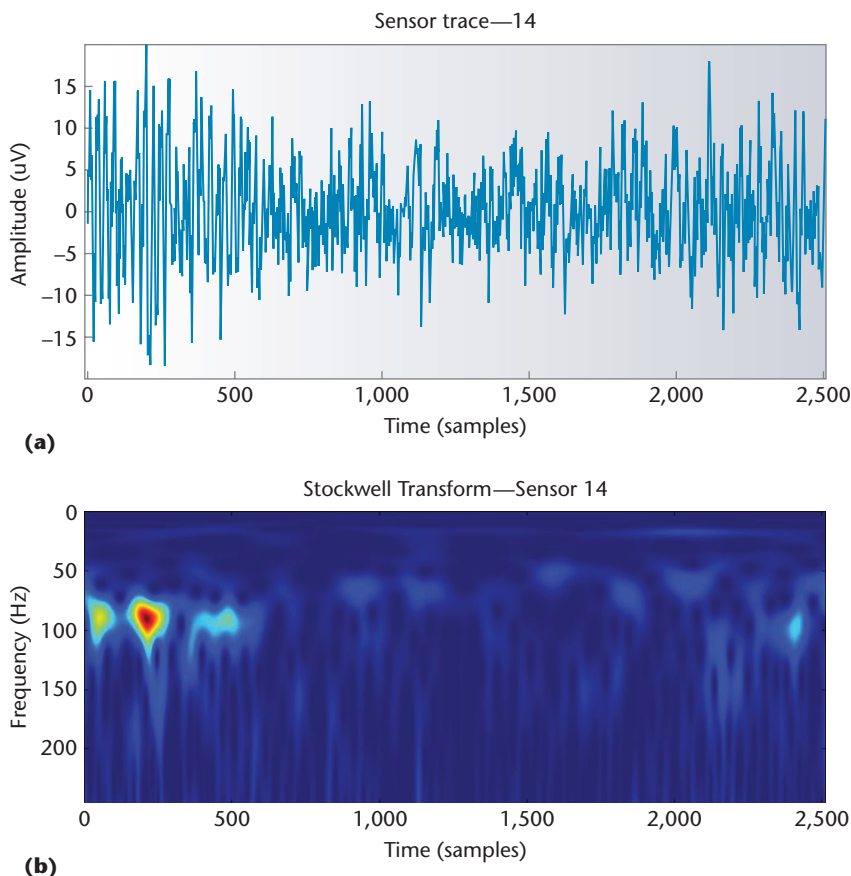 Sensor trace—14
Amplitude (uV)
15
10
5
0
−5
−10
−15
0 500 1,000 1,500 2,000 2,500
Time (samples)
(a)
Stockwell Transform—Sensor 14
Frequency (Hz)
0
50
100
150
200
0 500 1,000 1,500 2,000 2,500
Time (samples)
(b)